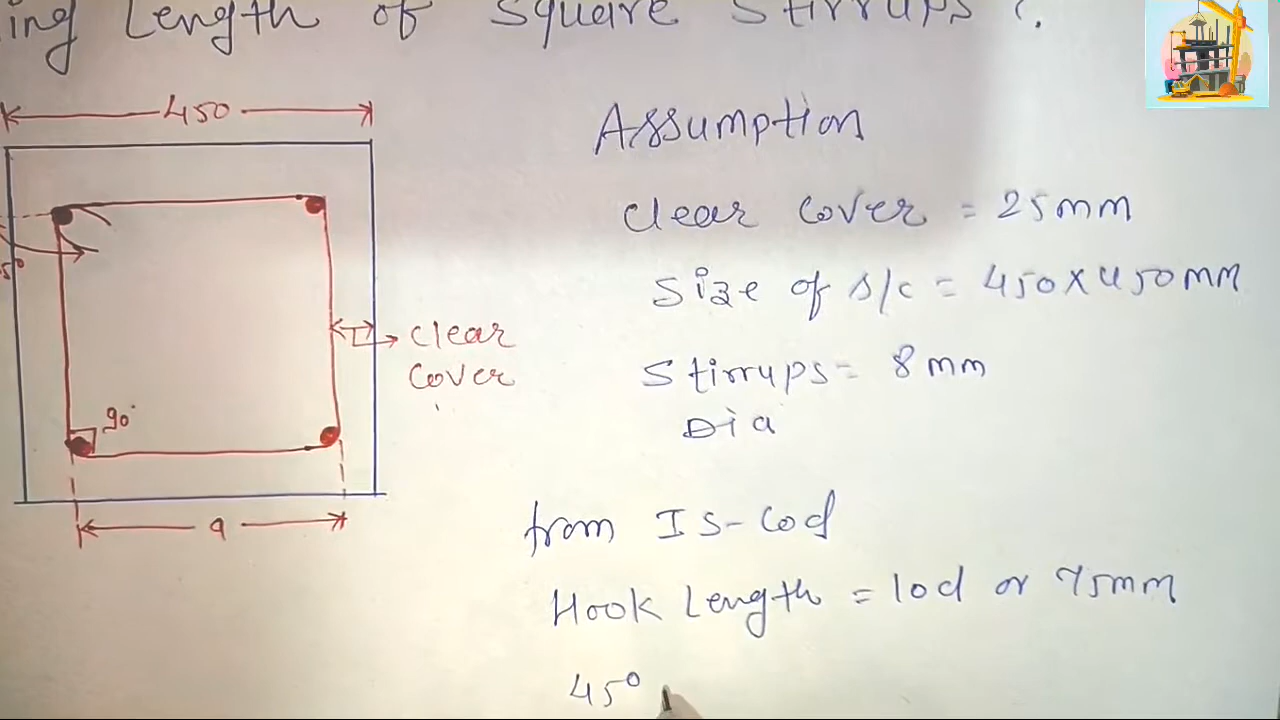 ing Length of Square Stirrups ?.
450
Assumption
Clear Cover = 25mm
Size of s/c = 450x450mm
Clear
Cover
Stirrups = 8mm
Dia
5°
90°
a
from IS-Cod
Hook Length = 10d or 75mm
45°